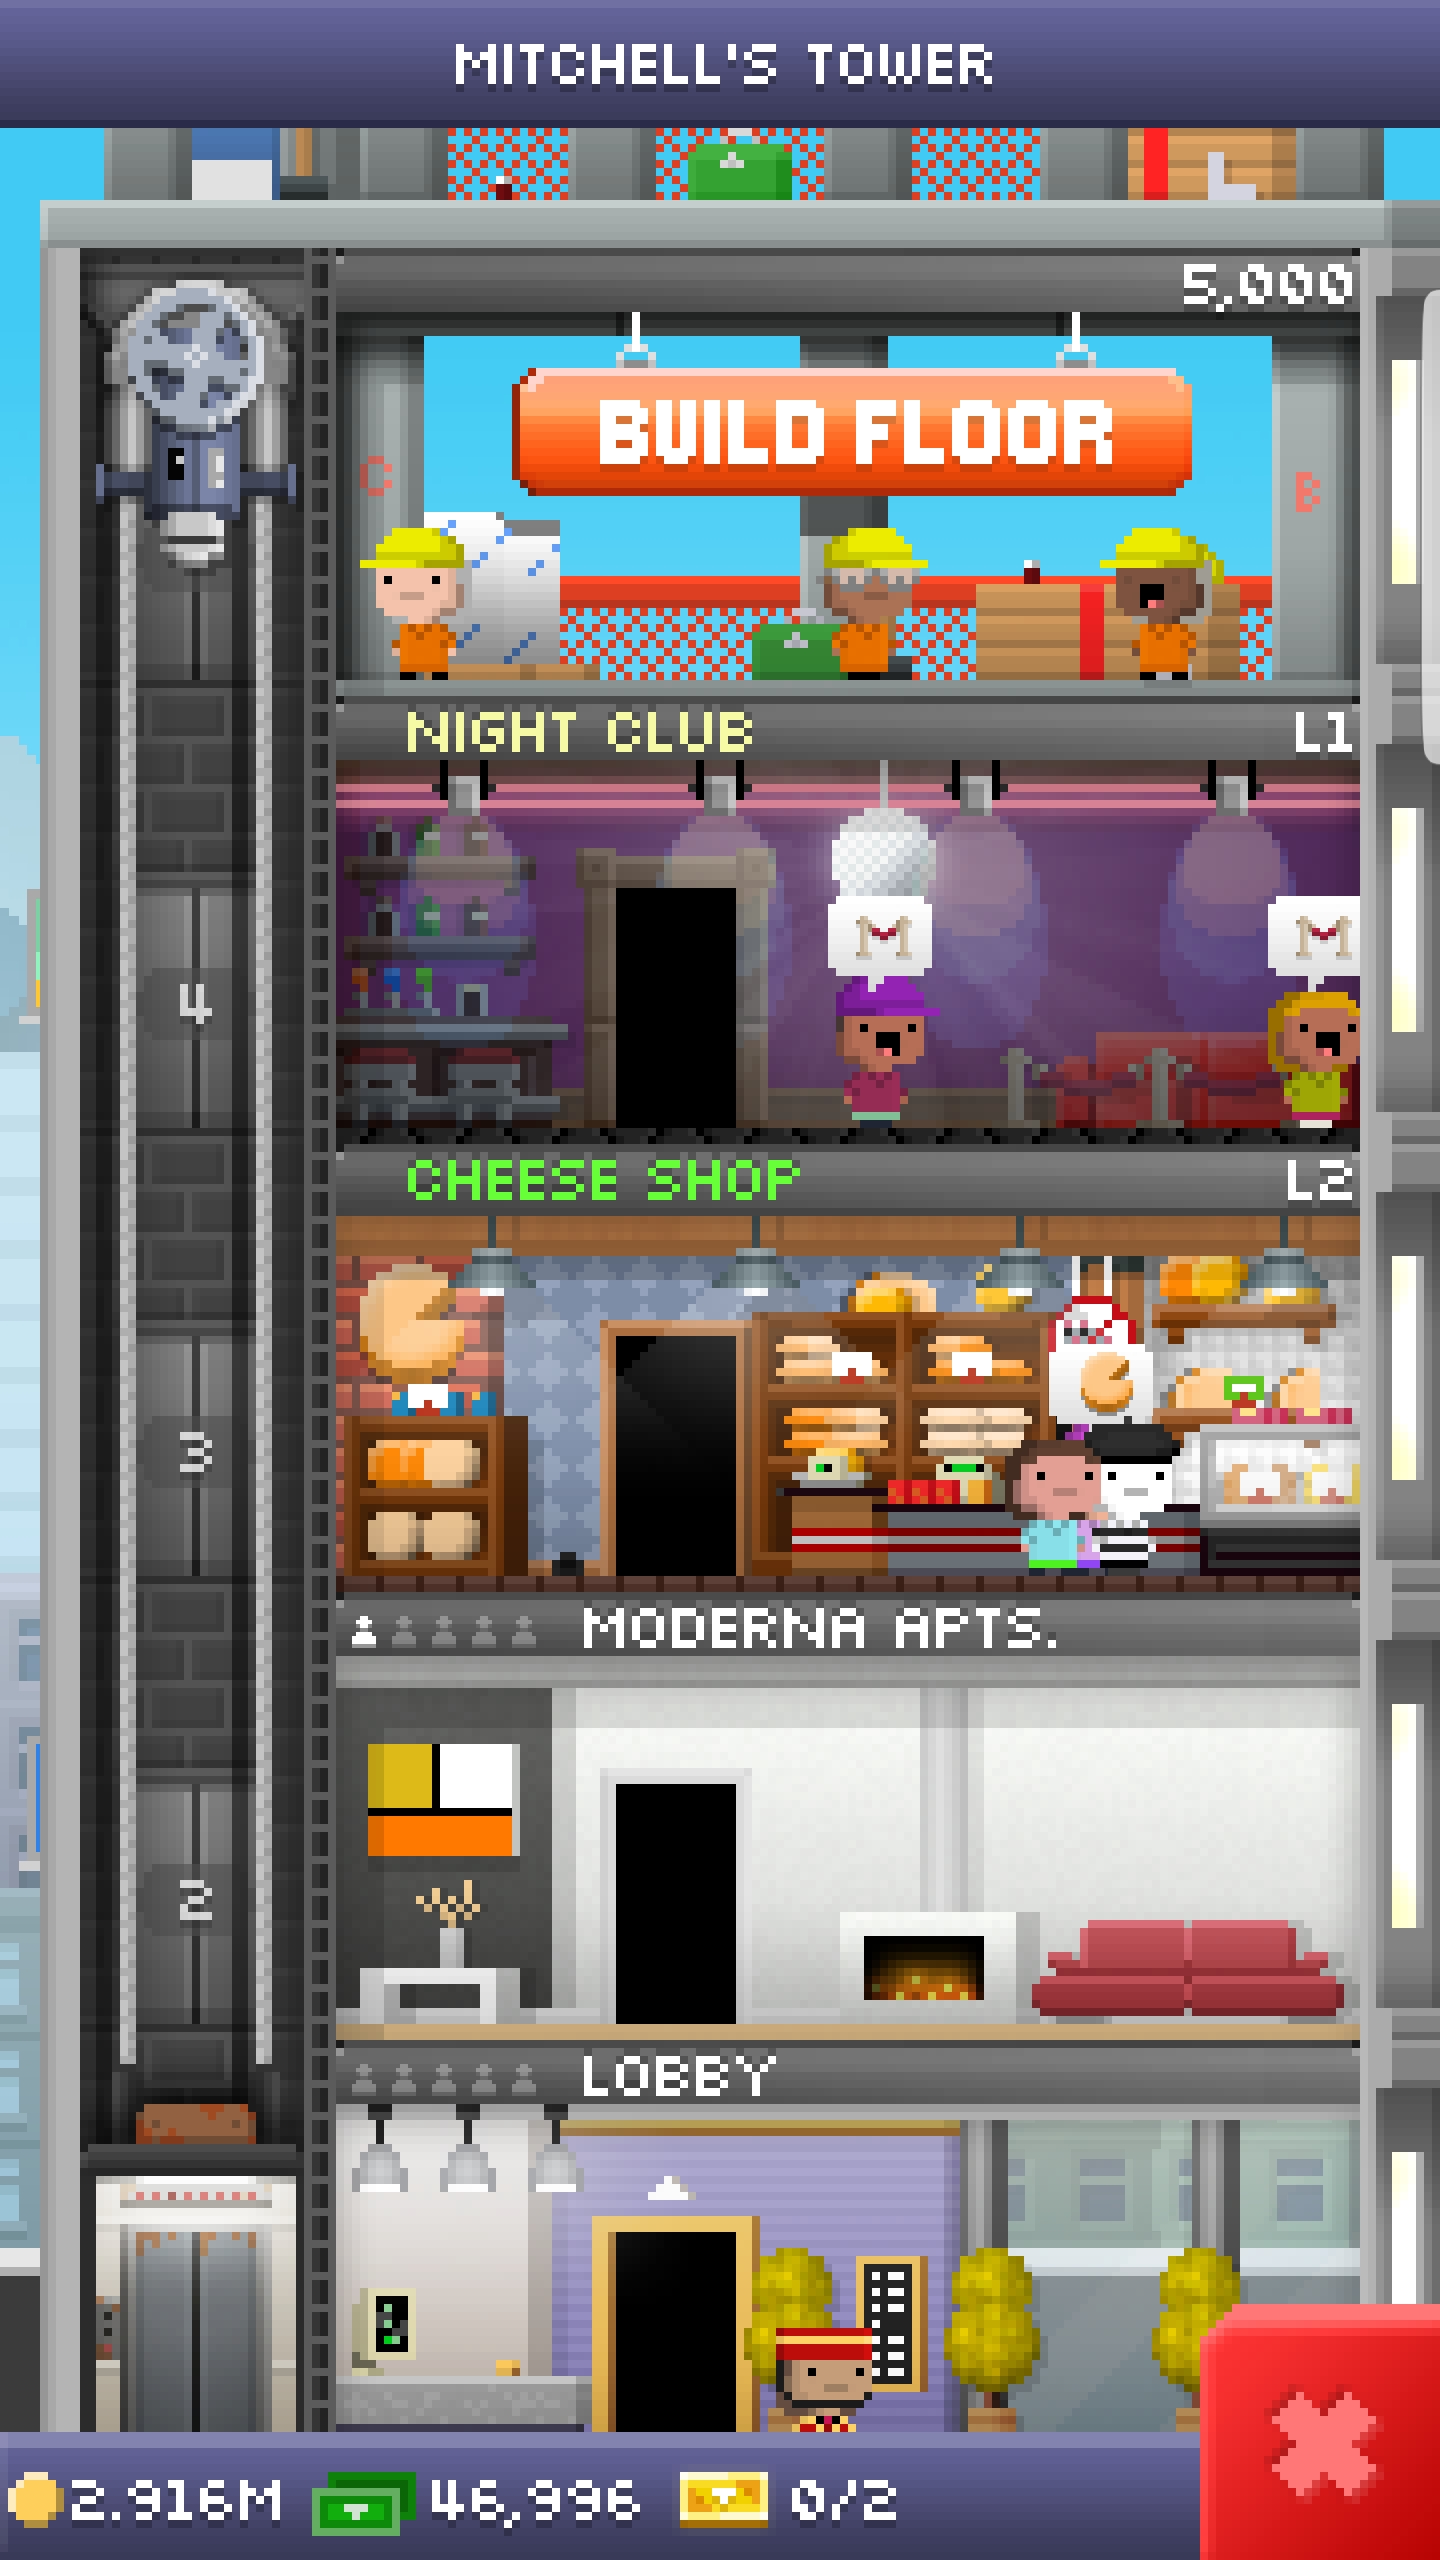 MITCHELL'S TOWER
5,000
BUILD FLOOR
C
B
NIGHT CLUB
L1
4
CHEESE SHOP
L2
3
MODERNA APTS.
2
LOBBY
2.916M
46,996
0/2